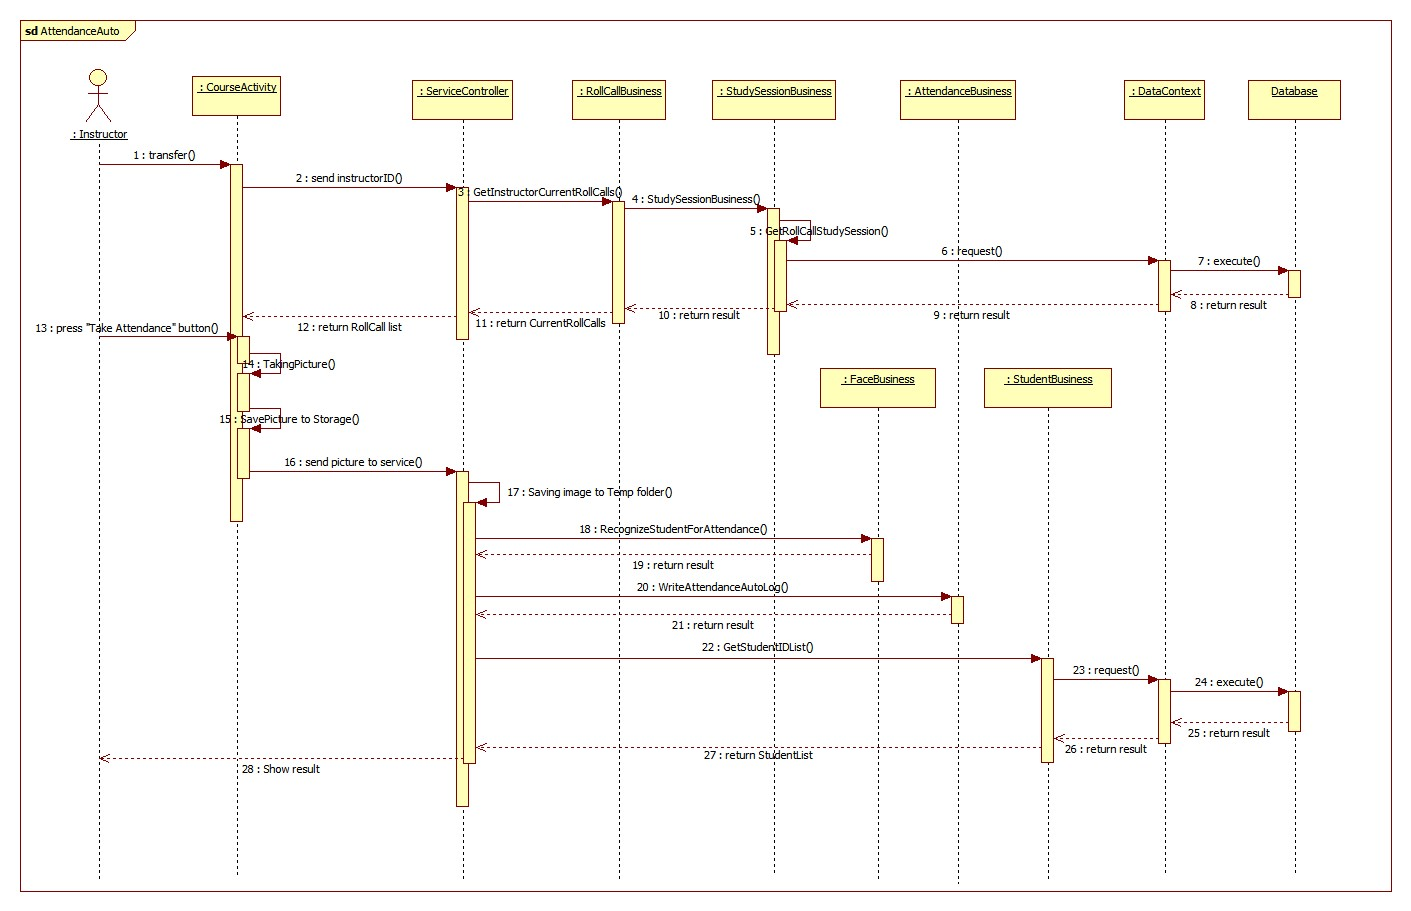 sd AttendanceAuto
: Instructor
: CourseActivity
: ServiceController
: RollCallBusiness
: StudySessionBusiness
: AttendanceBusiness
: DataContext
Database
1 : transfer()
2 : send instructorID()
3 : GetInstructorCurrentRollCalls()
4 : StudySessionBusiness()
5 : GetRollCallStudySession()
6 : request()
7 : execute()
8 : return result
9 : return result
10 : return result
11 : return CurrentRollCalls
12 : return RollCall list
13 : press "Take Attendance" button()
14 : TakingPicture()
: FaceBusiness
: StudentBusiness
15 : SavePicture to Storage()
16 : send picture to service()
17 : Saving image to Temp folder()
18 : RecognizeStudentForAttendance()
19 : return result
20 : WriteAttendanceAutoLog()
21 : return result
22 : GetStudentIDList()
23 : request()
24 : execute()
25 : return result
26 : return result
27 : return StudentList
28 : Show result